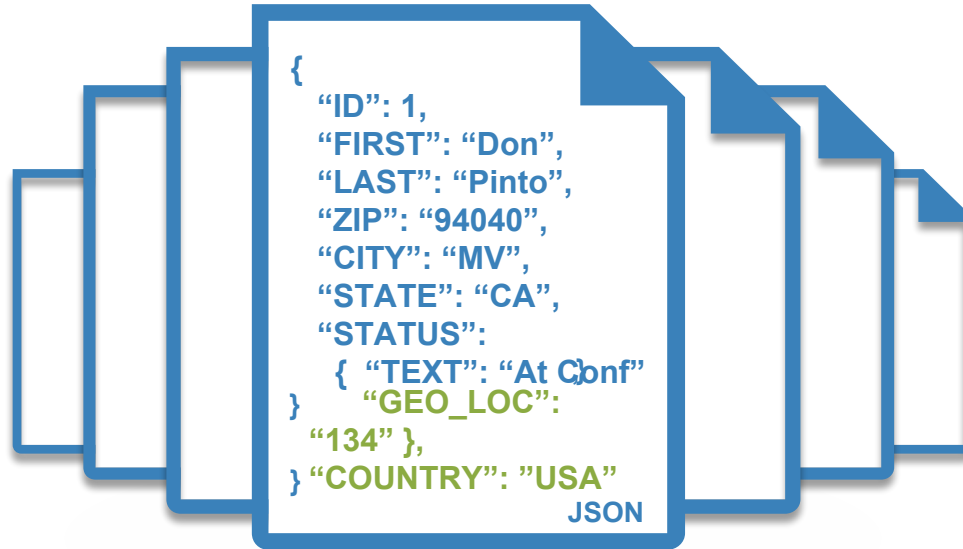 {
“ID”: 1,
“FIRST”: “Don”,
“LAST”: “Pinto”,
“ZIP”: “94040”,
“CITY”: “MV”,
“STATE”: “CA”,
“STATUS”:
{ “TEXT”: “At Conf” }
} “GEO_LOC”:
“134” },
} “COUNTRY”: ”USA”
JSON